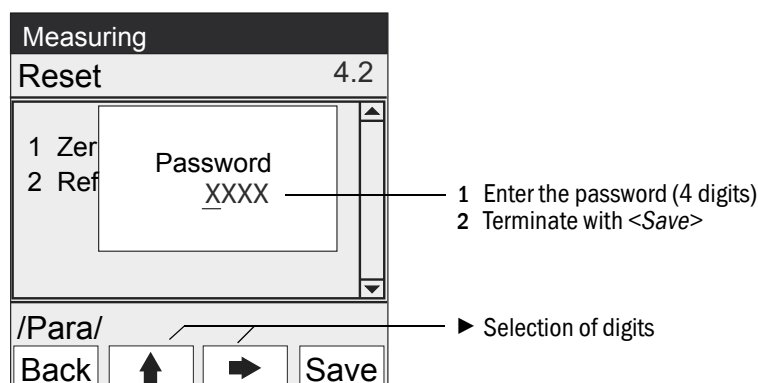 Measuring
Reset 4.2
1 Zer
2 Ref
Password
XXXX
1 Enter the password (4 digits)
2 Terminate with <Save>
/Para/
► Selection of digits
Back
Save